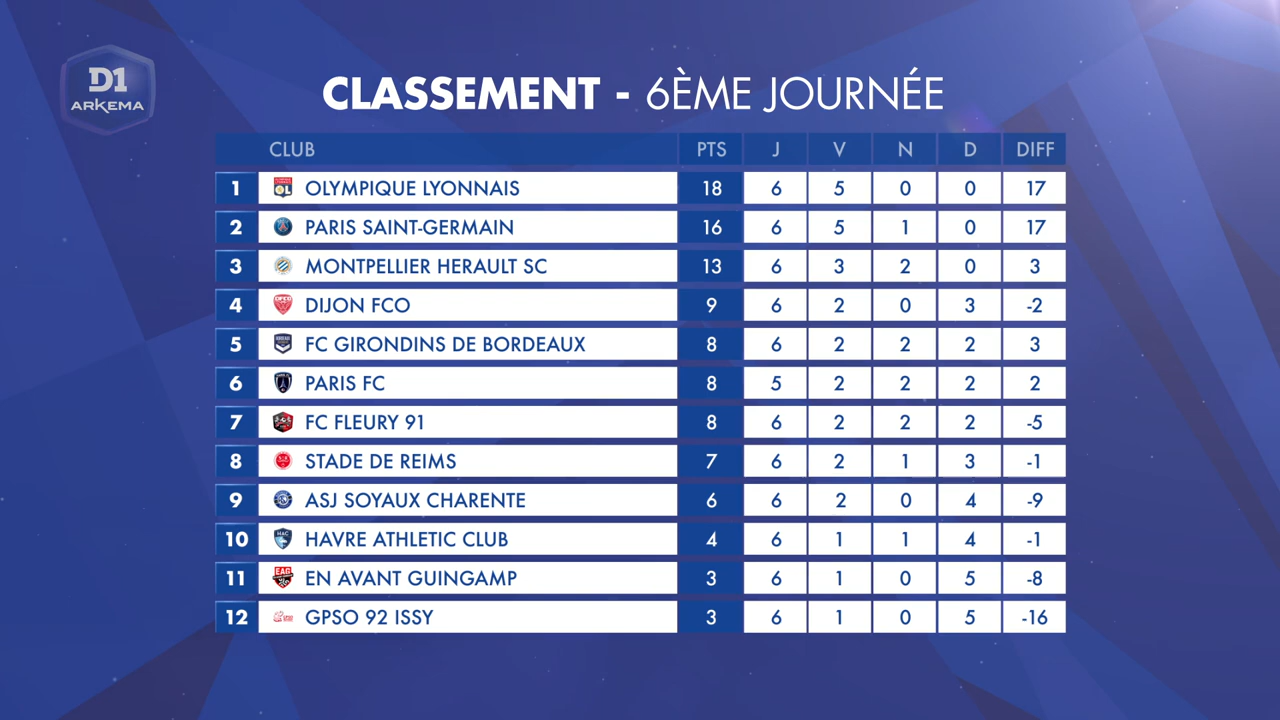 D1
ARKEMA
CLASSEMENT - 6ÈME JOURNÉE
CLUB PTS J V N D DIFF
1 OLYMPIQUE LYONNAIS 18 6 5 0 0 17
2 PARIS SAINT-GERMAIN 16 6 5 1 0 17
3 MONTPELLIER HERAULT SC 13 6 3 2 0 3
4 DIJON FCO 9 6 2 0 3 -2
5 FC GIRONDINS DE BORDEAUX 8 6 2 2 2 3
6 PARIS FC 8 5 2 2 2 2
7 FC FLEURY 91 8 6 2 2 2 -5
8 STADE DE REIMS 7 6 2 1 3 -1
9 ASJ SOYAUX CHARENTE 6 6 2 0 4 -9
10 HAVRE ATHLETIC CLUB 4 6 1 1 4 -1
11 EN AVANT GUINGAMP 3 6 1 0 5 -8
12 GPSO 92 ISSY 3 6 1 0 5 -16